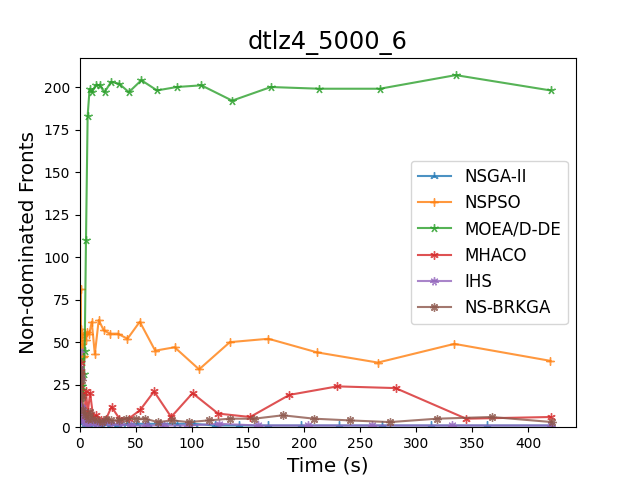 dtlz4_5000_6
Non-dominated Fronts
200
175
150
125
100
75
50
25
0
NSGA-II
NSPSO
MOEA/D-DE
MHACO
IHS
NS-BRKGA
0 50 100 150 200 250 300 350 400
Time (s)